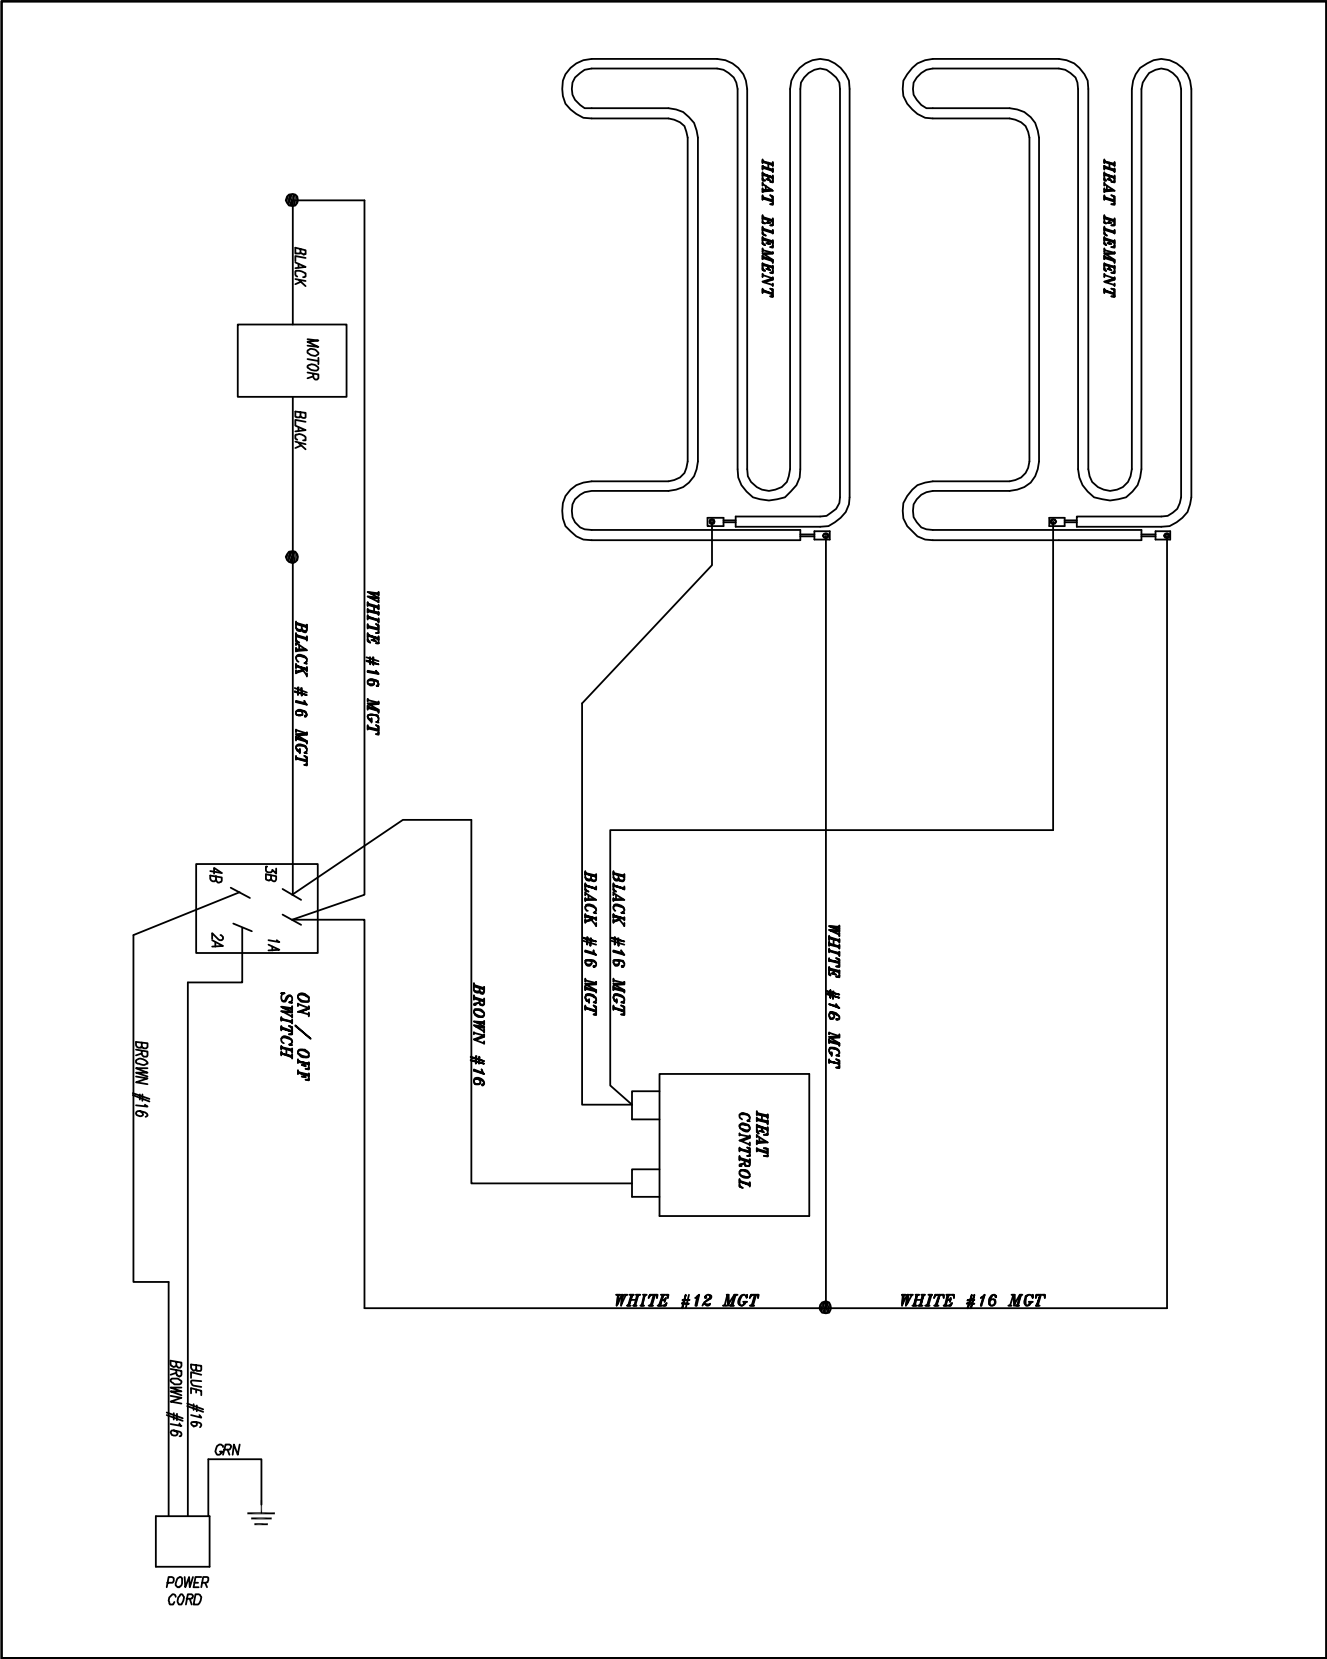 HEAT ELEMENT
HEAT ELEMENT
BLACK
MOTOR
BLACK
WHITE #16 MGT
BLACK #16 MGT
3B
4B
1A
2A
ON / OFF
SWITCH
BLACK #16 MGT
BLACK #16 MGT
WHITE #16 MGT
BROWN #16
BROWN #16
HEAT
CONTROL
WHITE #12 MGT
WHITE #16 MGT
BLUE #16
BROWN #16
GRN
POWER
CORD